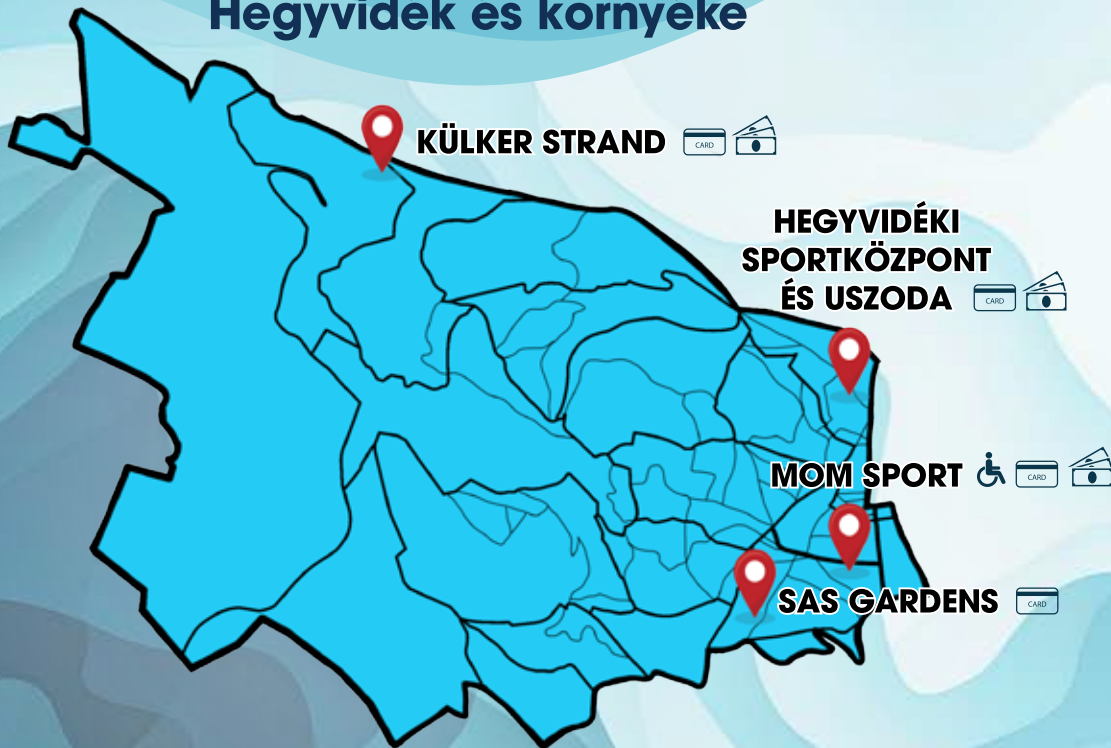 Hegyvidék és környéke
KÜLKER STRAND CARD
HEGYVIDÉKI
SPORTKÖZPONT
ÉS USZODA CARD
MOM SPORT CARD
SAS GARDENS CARD